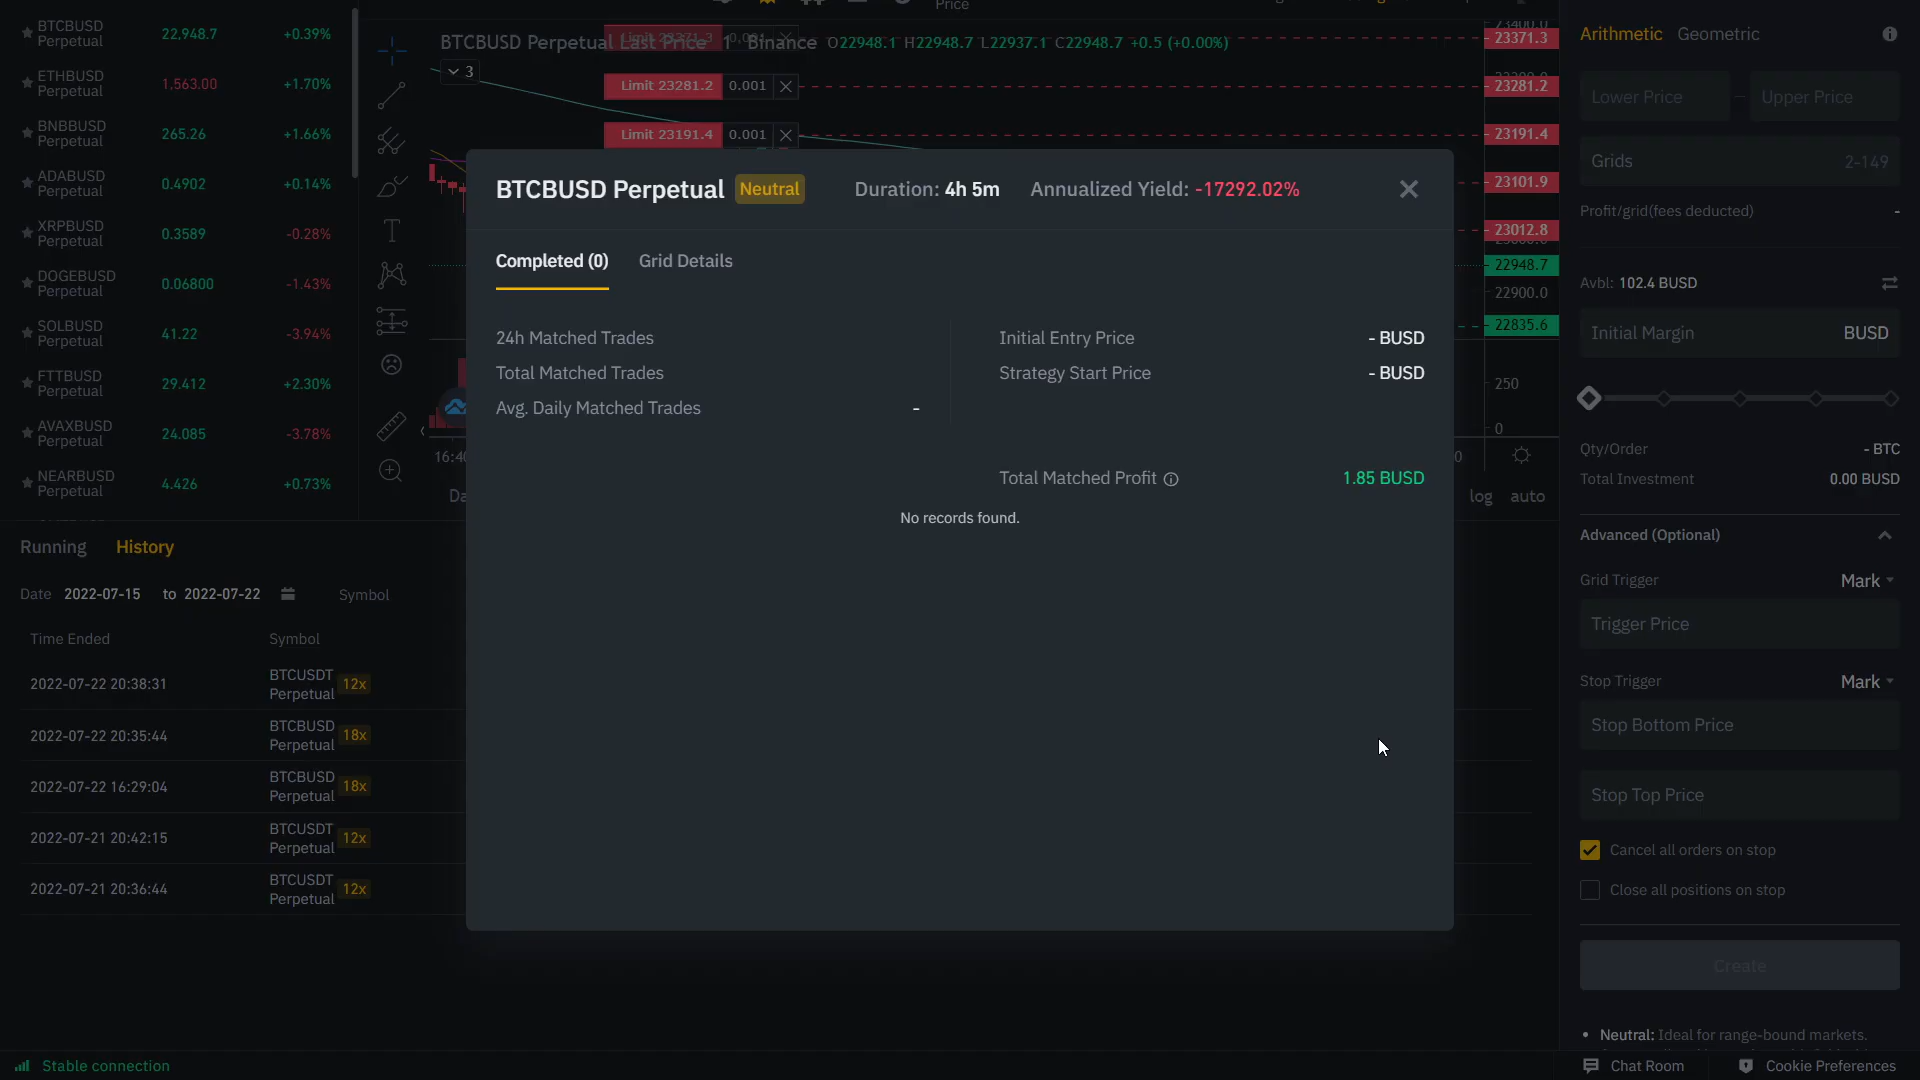 Price
BTCBUSD
Perpetual
22,948.7
+0.39%
ETHBUSD
Perpetual
1,563.00
+1.70%
BNBBUSD
Perpetual
265.26
+1.66%
ADABUSD
Perpetual
0.4902
+0.14%
XRPBUSD
Perpetual
0.3589
-0.28%
DOGEBUSD
Perpetual
0.06800
-1.43%
SOLBUSD
Perpetual
41.22
-3.94%
FTTBUSD
Perpetual
29.412
+2.30%
AVAXBUSD
Perpetual
24.085
-3.78%
NEARBUSD
Perpetual
4.426
+0.73%
BTCBUSD Perpetual Last Price 1 Binance O22948.1 H22948.7 L22937.1 C22948.7 +0.5 (+0.00%)
3
Limit 23281.2 0.001
Limit 23191.4 0.001
23400.0
23371.3
23281.2
23191.4
23101.9
23012.8
22948.7
22900.0
22835.6
250
0
log auto
BTCBUSD Perpetual Neutral Duration: 4h 5m Annualized Yield: -17292.02%
Completed (0) Grid Details
24h Matched Trades
Total Matched Trades
Avg. Daily Matched Trades -
Initial Entry Price - BUSD
Strategy Start Price - BUSD
Total Matched Profit 1.85 BUSD
No records found.
Running History
Date 2022-07-15 to 2022-07-22 Symbol
Time Ended Symbol
2022-07-22 20:38:31 BTCUSDT
Perpetual 12x
2022-07-22 20:35:44 BTCBUSD
Perpetual 18x
2022-07-22 16:29:04 BTCBUSD
Perpetual 18x
2022-07-21 20:42:15 BTCUSDT
Perpetual 12x
2022-07-21 20:36:44 BTCUSDT
Perpetual 12x
Arithmetic Geometric
Lower Price – Upper Price
Grids 2-149
Profit/grid(fees deducted) -
Avbl: 102.4 BUSD
Initial Margin BUSD
Qty/Order - BTC
Total Investment 0.00 BUSD
Advanced (Optional)
Grid Trigger Mark
Trigger Price
Stop Trigger Mark
Stop Bottom Price
Stop Top Price
Cancel all orders on stop
Close all positions on stop
Create
• Neutral: Ideal for range-bound markets.
Stable connection
Chat Room Cookie Preferences